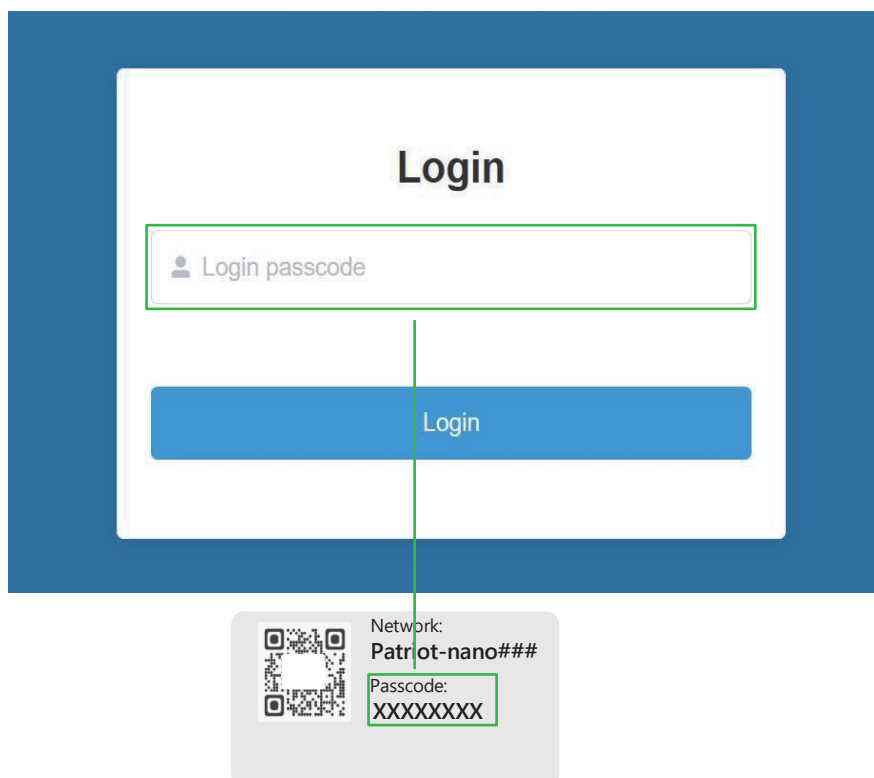 Login
Login passcode
Login
Network:
Patriot-nano###
Passcode:
XXXXXXXX